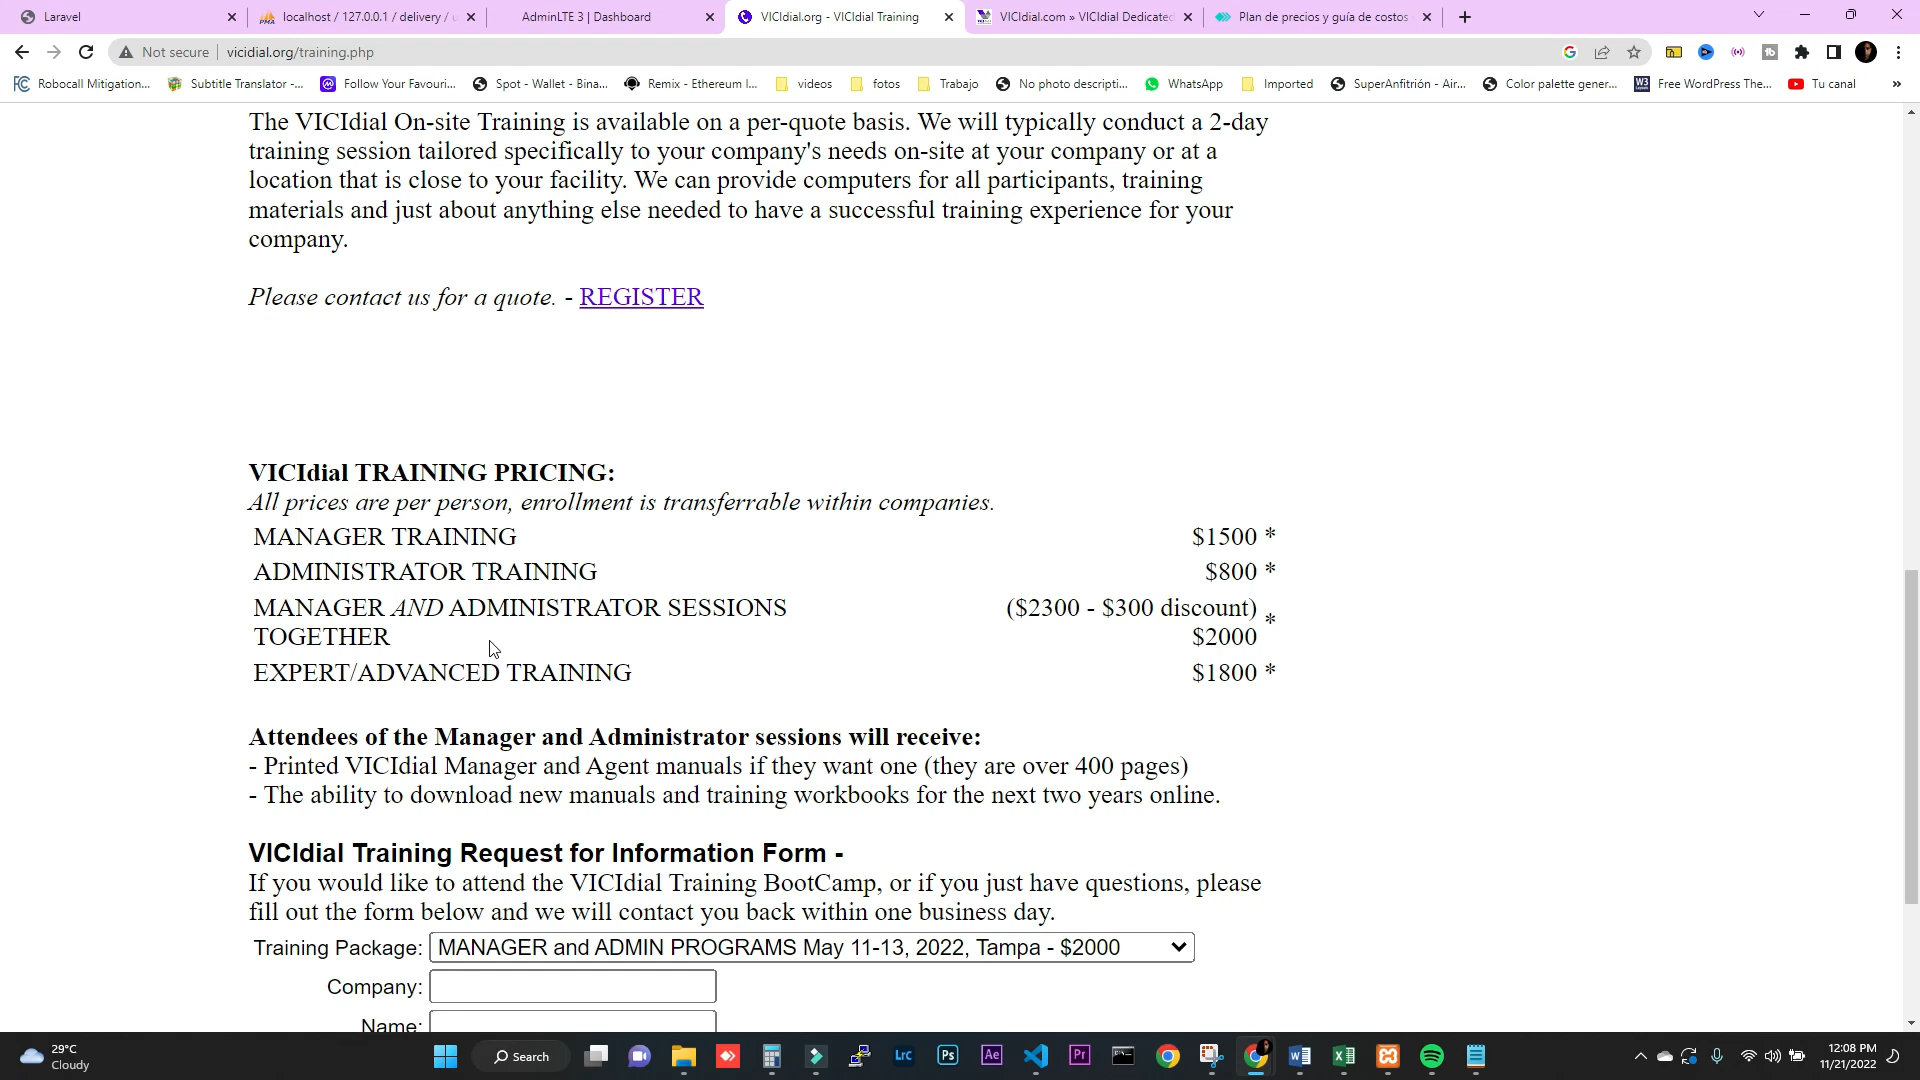 Laravel
localhost / 127.0.0.1 / delivery / u
AdminLTE 3 | Dashboard
VICIdial.org - VICIdial Training
VICIdial.com » VICIdial Dedicated
Plan de precios y guía de costos
Not secure
vicidial.org/training.php
Robocall Mitigation...
Subtitle Translator -...
Follow Your Favouri...
Spot - Wallet - Bina...
Remix - Ethereum I...
videos
fotos
Trabajo
No photo descripti...
WhatsApp
Imported
SuperAnfitrión - Air...
Color palette gener...
Free WordPress The...
Tu canal
»
The VICIdial On-site Training is available on a per-quote basis. We will typically conduct a 2-day
training session tailored specifically to your company's needs on-site at your company or at a
location that is close to your facility. We can provide computers for all participants, training
materials and just about anything else needed to have a successful training experience for your
company.
Please contact us for a quote. - REGISTER
VICIdial TRAINING PRICING:
All prices are per person, enrollment is transferrable within companies.
MANAGER TRAINING $1500 *
ADMINISTRATOR TRAINING $800 *
MANAGER AND ADMINISTRATOR SESSIONS ($2300 - $300 discount) *
TOGETHER $2000
EXPERT/ADVANCED TRAINING $1800 *
Attendees of the Manager and Administrator sessions will receive:
- Printed VICIdial Manager and Agent manuals if they want one (they are over 400 pages)
- The ability to download new manuals and training workbooks for the next two years online.
VICIdial Training Request for Information Form -
If you would like to attend the VICIdial Training BootCamp, or if you just have questions, please
fill out the form below and we will contact you back within one business day.
Training Package: MANAGER and ADMIN PROGRAMS May 11-13, 2022, Tampa - $2000
Company:
Name:
29°C
Cloudy
Search
Lrc
Ps
Ae
Pr
12:08 PM
11/21/2022